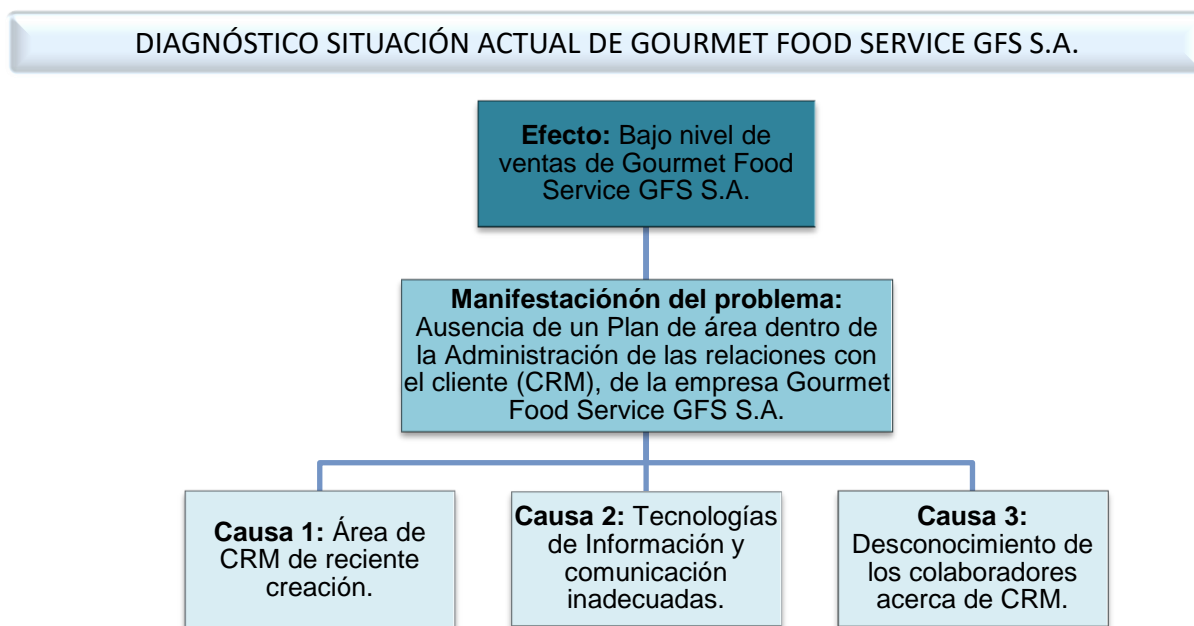 DIAGNÓSTICO SITUACIÓN ACTUAL DE GOURMET FOOD SERVICE GFS S.A.
Efecto: Bajo nivel de
ventas de Gourmet Food
Service GFS S.A.
Manifestaciónón del problema:
Ausencia de un Plan de área dentro de
la Administración de las relaciones con
el cliente (CRM), de la empresa Gourmet
Food Service GFS S.A.
Causa 1: Área de
CRM de reciente
creación.
Causa 2: Tecnologías
de Información y
comunicación
inadecuadas.
Causa 3:
Desconocimiento de
los colaboradores
acerca de CRM.